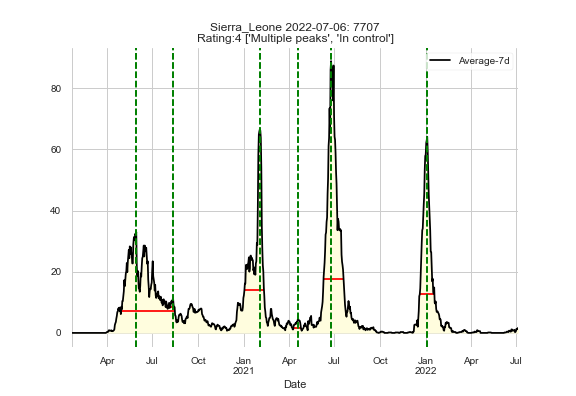 Sierra_Leone 2022-07-06: 7707
Rating:4 ['Multiple peaks', 'In control']
Average-7d
80
60
40
20
0
Apr Jul Oct Jan Apr Jul Oct Jan Apr Jul
2021 2022
Date